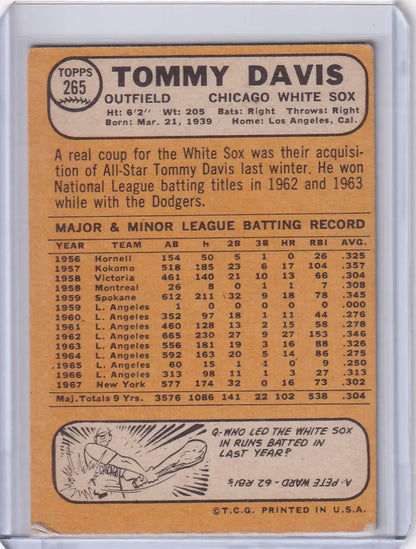 TOPPS
265
TOMMY DAVIS
OUTFIELD CHICAGO WHITE SOX
Ht: 6'2" Wt: 205 Bats: Right Throws: Right
Born: Mar. 21, 1939 Home: Los Angeles, Cal.
A real coup for the White Sox was their acquisi-
tion of All-Star Tommy Davis last winter. He won
National League batting titles in 1962 and 1963
while with the Dodgers.
MAJOR & MINOR LEAGUE BATTING RECORD
YEAR TEAM AB h 2B 3B HR RBI AVG.
1956 Hornell 154 50 5 1 0 26 .325
1957 Kokomo 518 185 23 6 17 104 .357
1958 Victoria 461 140 21 10 13 66 .304
1958 Montreal 26 8 0 1 1 7 .308
1959 Spokane 612 211 32 9 18 78 .345
1959 L. Angeles 1 0 0 0 0 0 .000
1960 L. Angeles 352 97 18 1 11 44 .276
1961 L. Angeles 460 128 13 2 15 58 .278
1962 L. Angeles 665 230 27 9 27 153 .346
1963 L. Angeles 556 181 19 3 16 88 .326
1964 L. Angeles 592 163 20 5 14 86 .275
1965 L. Angeles 60 15 1 1 0 9 .250
1966 L. Angeles 313 98 11 1 3 27 .313
1967 New York 577 174 32 0 16 73 .302
Maj. Totals 9 Yrs. 3576 1086 141 22 102 538 .304
Q-WHO LED THE WHITE SOX
IN RUNS BATTED IN
LAST YEAR?
A: PETE WARD-62 RBI's
©T.C.G. PRINTED IN U.S.A.